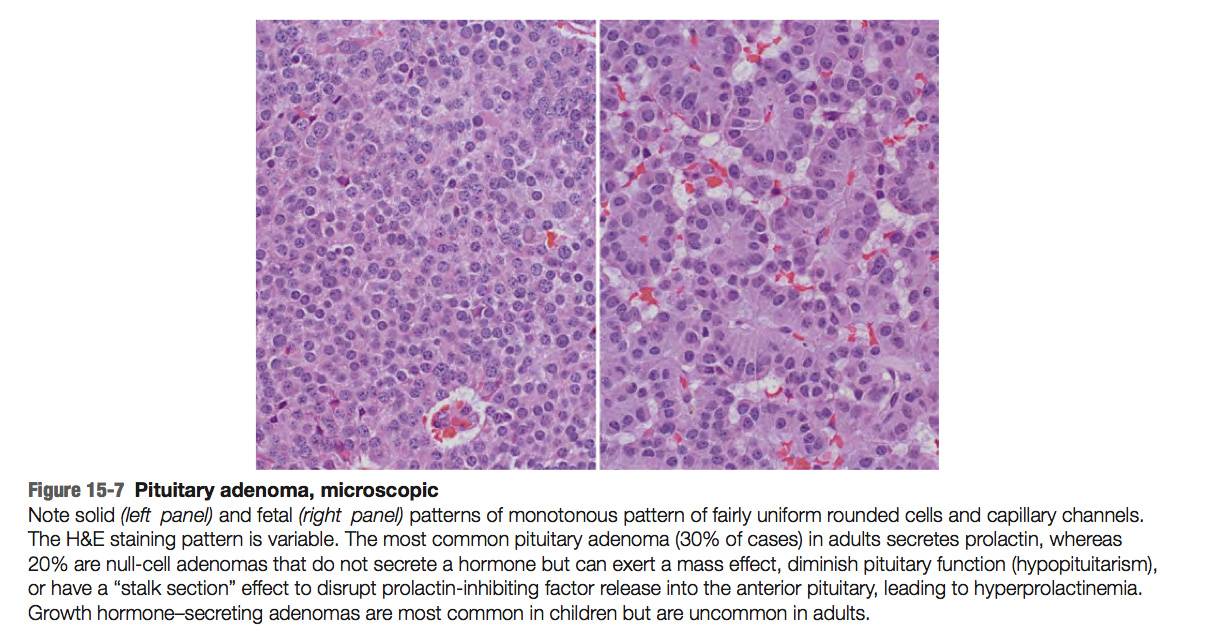 Figure 15-7 Pituitary adenoma, microscopic
Note solid (left panel) and fetal (right panel) patterns of monotonous pattern of fairly uniform rounded cells and capillary channels.
The H&E staining pattern is variable. The most common pituitary adenoma (30% of cases) in adults secretes prolactin, whereas
20% are null-cell adenomas that do not secrete a hormone but can exert a mass effect, diminish pituitary function (hypopituitarism),
or have a “stalk section” effect to disrupt prolactin-inhibiting factor release into the anterior pituitary, leading to hyperprolactinemia.
Growth hormone–secreting adenomas are most common in children but are uncommon in adults.